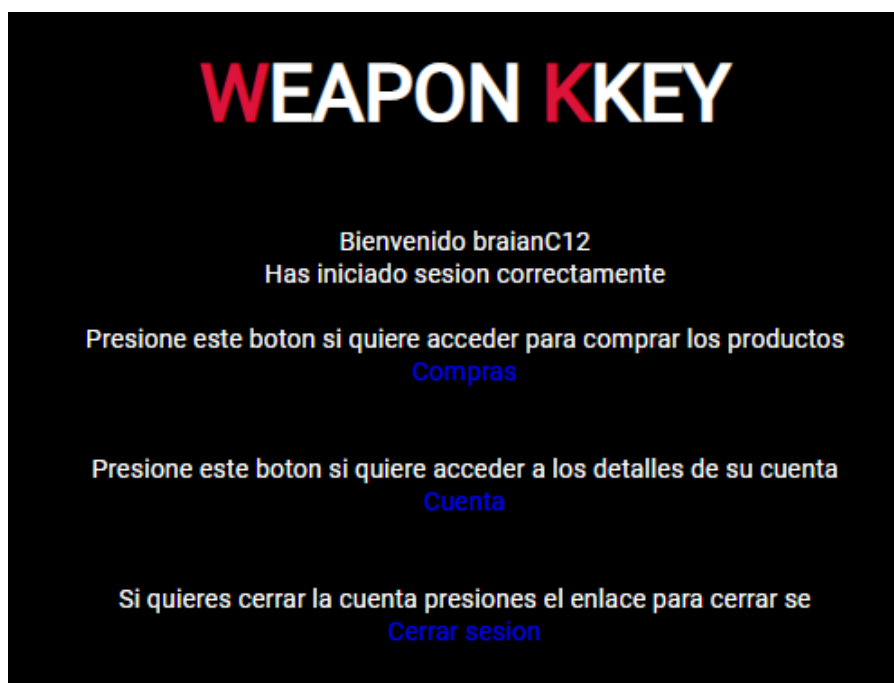 WEAPON KKEY
Bienvenido braianC12
Has iniciado sesion correctamente
Presione este boton si quiere acceder para comprar los productos
Compras
Presione este boton si quiere acceder a los detalles de su cuenta
Cuenta
Si quieres cerrar la cuenta presiones el enlace para cerrar se
Cerrar sesion